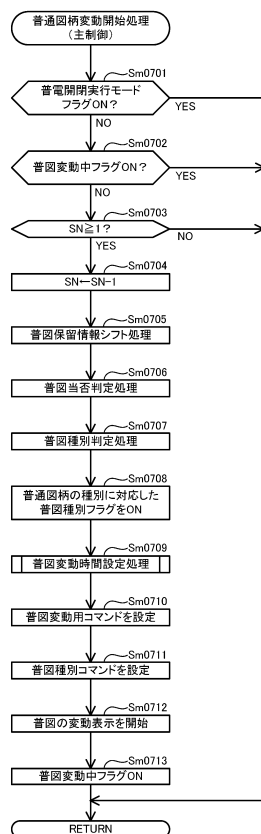 普通図柄変動開始処理
(主制御)
Sm0701
普電開閉実行モード
フラグON?
YES
NO
Sm0702
普図変動中フラグON?
YES
NO
Sm0703
SN≧1?
NO
YES
Sm0704
SN←SN-1
Sm0705
普図保留情報シフト処理
Sm0706
普図当否判定処理
Sm0707
普図種別判定処理
Sm0708
普通図柄の種別に対応した
普図種別フラグをON
Sm0709
普図変動時間設定処理
Sm0710
普図変動用コマンドを設定
Sm0711
普図種別コマンドを設定
Sm0712
普図の変動表示を開始
Sm0713
普図変動中フラグON
RETURN